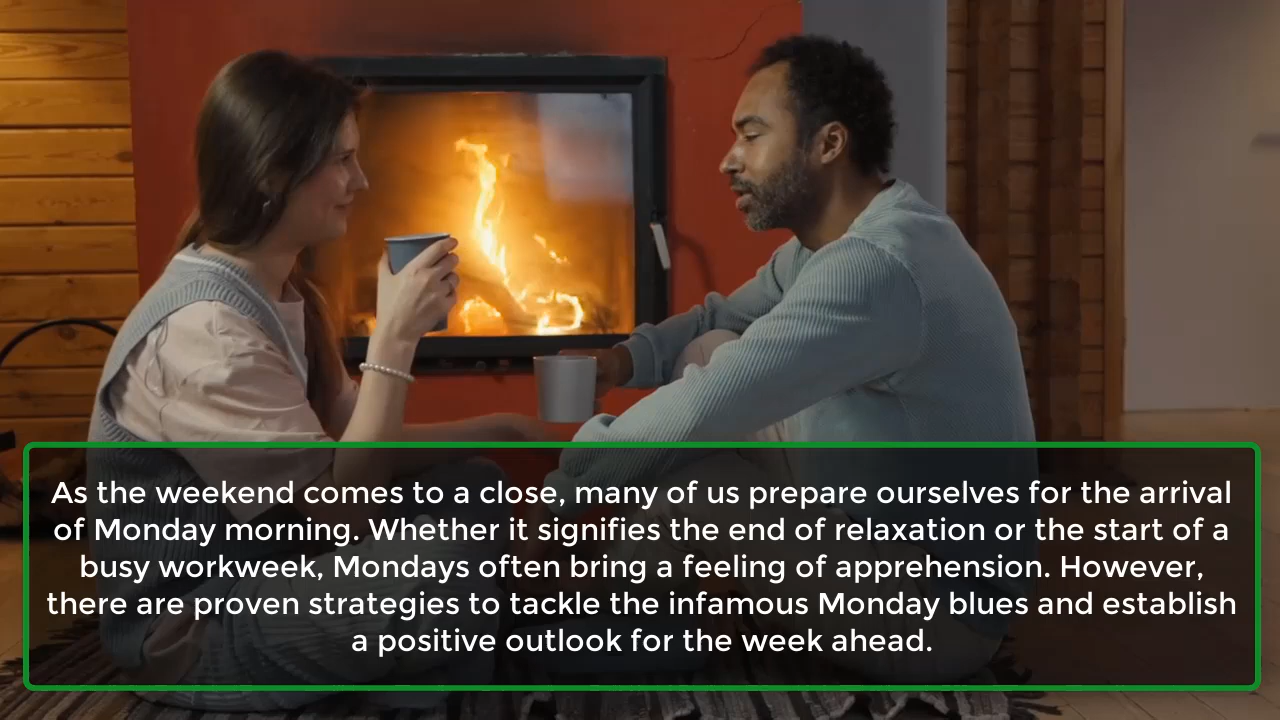 As the weekend comes to a close, many of us prepare ourselves for the arrival
of Monday morning. Whether it signifies the end of relaxation or the start of a
busy workweek, Mondays often bring a feeling of apprehension. However,
there are proven strategies to tackle the infamous Monday blues and establish
a positive outlook for the week ahead.